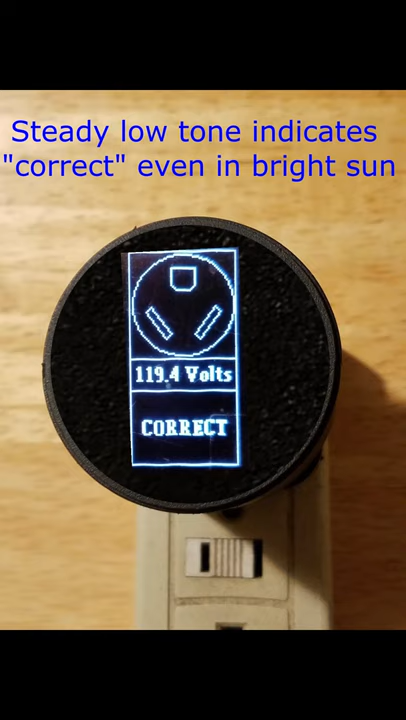 Steady low tone indicates
"correct" even in bright sun
119.4 Volts
CORRECT